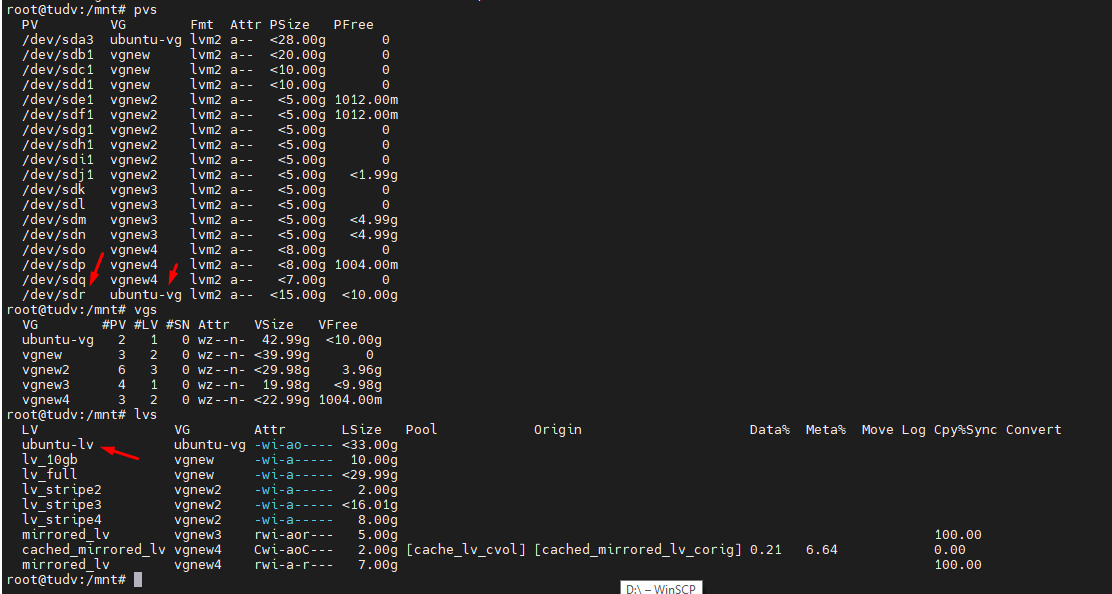 root@tudv:/mnt# pvs
  PV         VG        Fmt  Attr PSize   PFree
  /dev/sda3  ubuntu-vg lvm2 a--  <28.00g       0
  /dev/sdb1  vgnew     lvm2 a--  <20.00g       0
  /dev/sdc1  vgnew     lvm2 a--  <10.00g       0
  /dev/sdd1  vgnew     lvm2 a--  <10.00g       0
  /dev/sde1  vgnew2    lvm2 a--   <5.00g 1012.00m
  /dev/sdf1  vgnew2    lvm2 a--   <5.00g 1012.00m
  /dev/sdg1  vgnew2    lvm2 a--   <5.00g       0
  /dev/sdh1  vgnew2    lvm2 a--   <5.00g       0
  /dev/sdi1  vgnew2    lvm2 a--   <5.00g       0
  /dev/sdj1  vgnew2    lvm2 a--   <5.00g   <1.99g
  /dev/sdk   vgnew3    lvm2 a--   <5.00g       0
  /dev/sdl   vgnew3    lvm2 a--   <5.00g       0
  /dev/sdm   vgnew3    lvm2 a--   <5.00g   <4.99g
  /dev/sdn   vgnew3    lvm2 a--   <5.00g   <4.99g
  /dev/sdo   vgnew4    lvm2 a--   <8.00g       0
  /dev/sdp   vgnew4    lvm2 a--   <8.00g 1004.00m
  /dev/sdq   vgnew4    lvm2 a--   <7.00g       0
  /dev/sdr   ubuntu-vg lvm2 a--  <15.00g  <10.00g
root@tudv:/mnt# vgs
  VG        #PV #LV #SN Attr   VSize   VFree
  ubuntu-vg   2   1   0 wz--n-  42.99g  <10.00g
  vgnew       3   2   0 wz--n- <39.99g       0
  vgnew2      6   3   0 wz--n- <29.98g    3.96g
  vgnew3      4   1   0 wz--n-  19.98g   <9.98g
  vgnew4      3   2   0 wz--n- <22.99g 1004.00m
root@tudv:/mnt# lvs
  LV                 VG        Attr       LSize   Pool           Origin                    Data%  Meta%  Move Log Cpy%Sync Convert
  ubuntu-lv          ubuntu-vg -wi-ao---- <33.00g
  lv_10gb            vgnew     -wi-a-----  10.00g
  lv_full            vgnew     -wi-a----- <29.99g
  lv_stripe2         vgnew2    -wi-a-----   2.00g
  lv_stripe3         vgnew2    -wi-a----- <16.01g
  lv_stripe4         vgnew2    -wi-a-----   8.00g
  mirrored_lv        vgnew3    rwi-aor---   5.00g                                                                 100.00
  cached_mirrored_lv vgnew4    Cwi-aoC---   2.00g [cache_lv_cvol] [cached_mirrored_lv_corig] 0.21   6.64            0.00
  mirrored_lv        vgnew4    rwi-a-r---   7.00g                                                                 100.00
root@tudv:/mnt#
D:\ – WinSCP